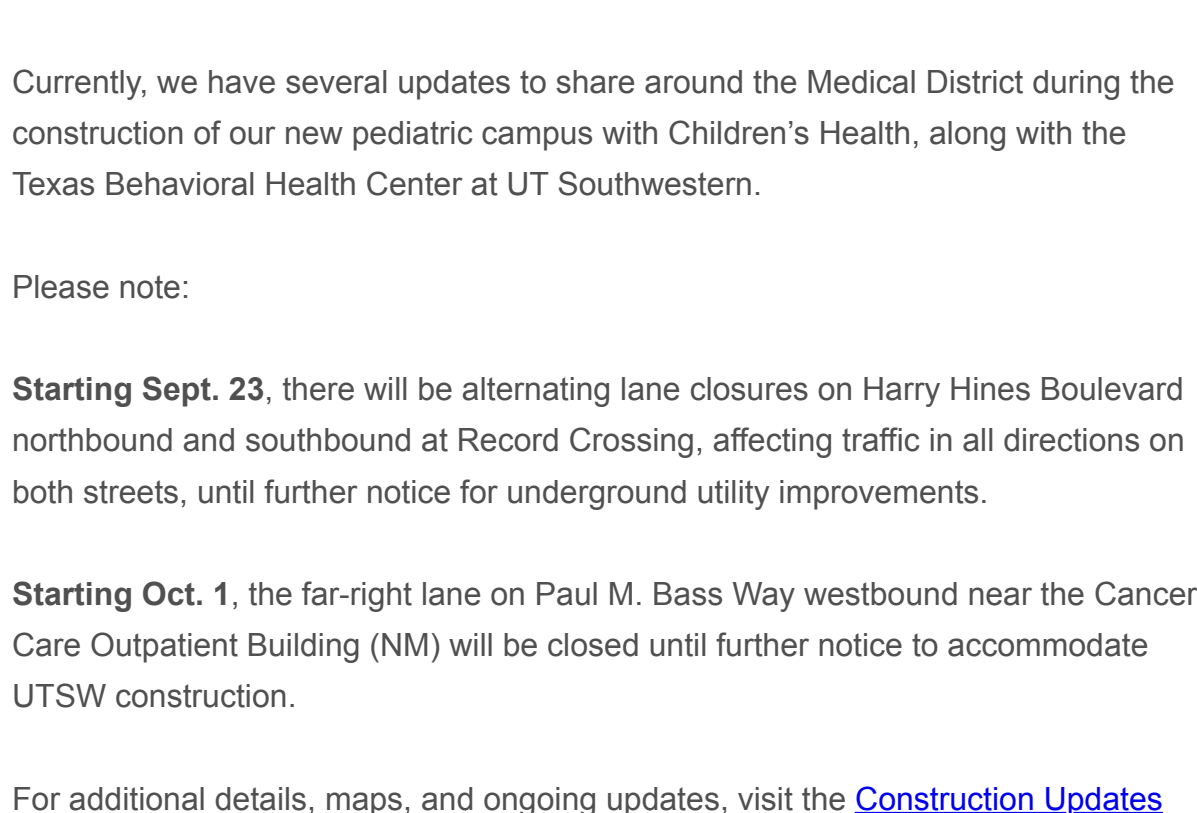 Currently, we have several updates to share around the Medical District during the
construction of our new pediatric campus with Children’s Health, along with the
Texas Behavioral Health Center at UT Southwestern.
Please note:
Starting Sept. 23, there will be alternating lane closures on Harry Hines Boulevard
northbound and southbound at Record Crossing, affecting traffic in all directions on
both streets, until further notice for underground utility improvements.
Starting Oct. 1, the far-right lane on Paul M. Bass Way westbound near the Cancer
Care Outpatient Building (NM) will be closed until further notice to accommodate
UTSW construction.
For additional details, maps, and ongoing updates, visit the Construction Updates